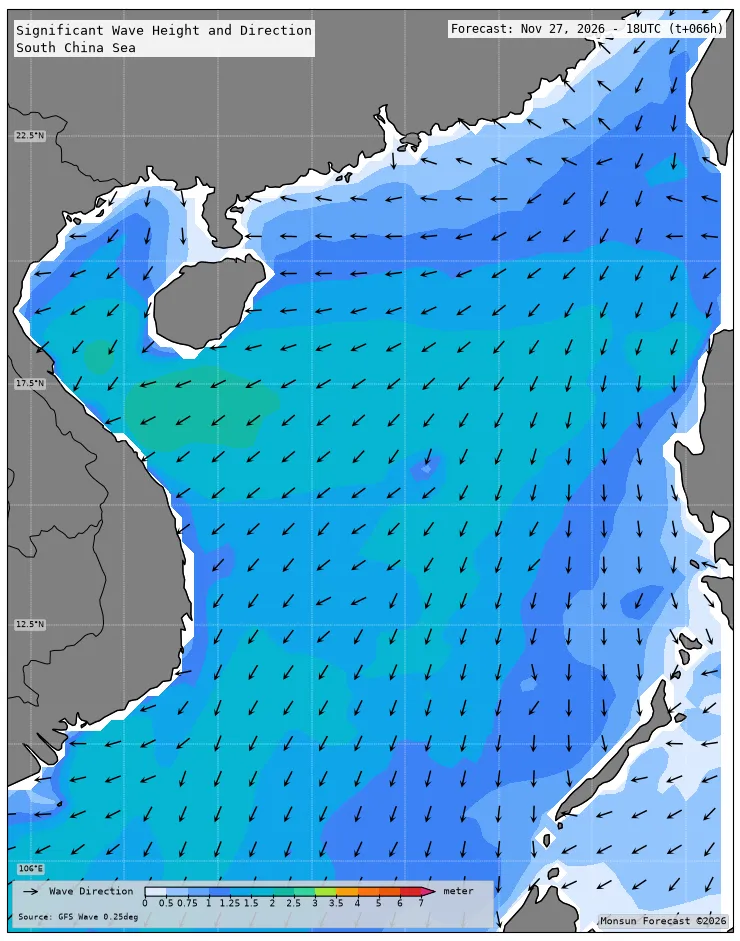 Significant Wave Height and Direction
South China Sea
Forecast: Nov 27, 2026 - 18UTC (t+066h)
22.5°N
17.5°N
12.5°N
106°E
Wave Direction
meter
0 0.5 0.75 1 1.25 1.5 2 2.5 3 3.5 4 5 6 7
Source: GFS Wave 0.25deg
Monsun Forecast ©2026